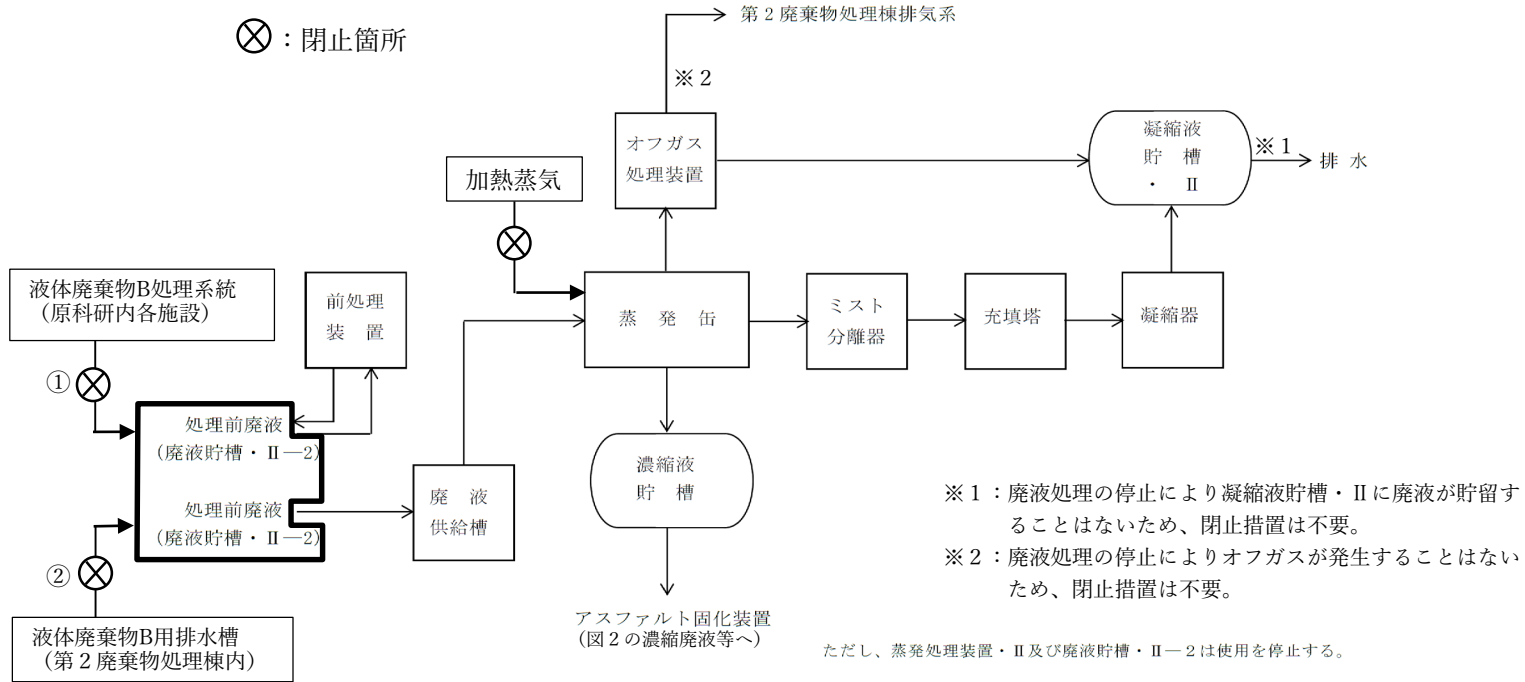 ：閉止箇所
第２廃棄物処理棟排気系
※２
オフガス
処理装置
凝縮液
貯　槽
・　Ⅱ
※１
排 水
加熱蒸気
液体廃棄物B処理系統
（原科研内各施設）
前処理
装　置
蒸　発　缶
ミスト
分離器
充填塔
凝縮器
①
処理前廃液
（廃液貯槽・Ⅱ―2）
処理前廃液
（廃液貯槽・Ⅱ―2）
廃　液
供給槽
濃縮液
貯　槽
②
液体廃棄物B用排水槽
（第２廃棄物処理棟内）
アスファルト固化装置
（図２の濃縮廃液等へ）
※１：廃液処理の停止により凝縮液貯槽・Ⅱに廃液が貯留す
ることはないため、閉止措置は不要。
※２：廃液処理の停止によりオフガスが発生することはない
ため、閉止措置は不要。
ただし、蒸発処理装置・Ⅱ及び廃液貯槽・Ⅱ―２は使用を停止する。